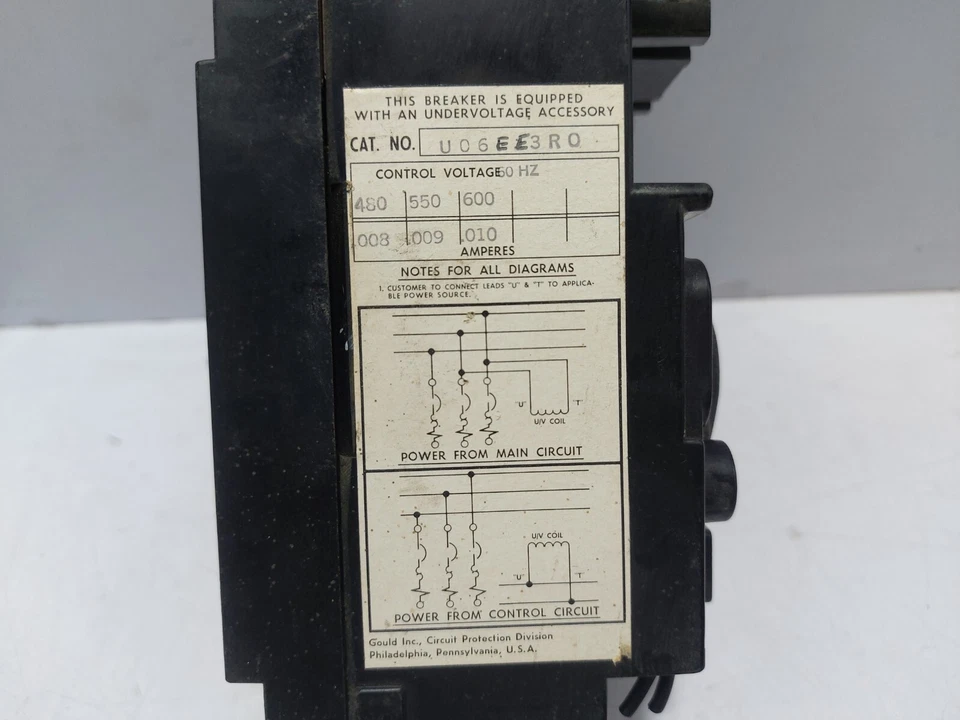 THIS BREAKER IS EQUIPPED
WITH AN UNDERVOLTAGE ACCESSORY
CAT. NO. U06EE3RO
CONTROL VOLTAGE 60 HZ
480 550 600
.008 .009 .010
AMPERES
NOTES FOR ALL DIAGRAMS
1. CUSTOMER TO CONNECT LEADS "U" & "T" TO APPLICA-
BLE POWER SOURCE.
"U" "T"
U/V COIL
POWER FROM MAIN CIRCUIT
U/V COIL
"U" "T"
POWER FROM CONTROL CIRCUIT
Gould Inc., Circuit Protection Division
Philadelphia, Pennsylvania, U.S.A.